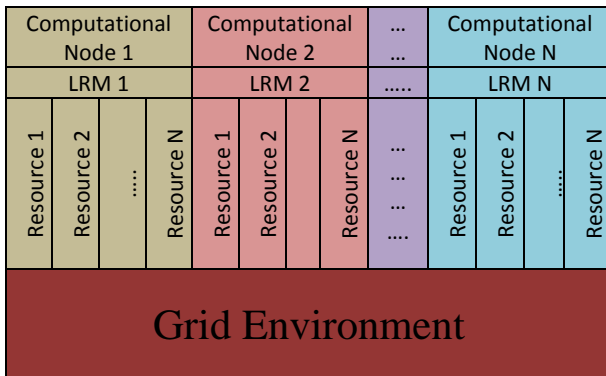 Computational
Node 1
Computational
Node 2
...
...
Computational
Node N
LRM 1
LRM 2
.....
LRM N
Resource 1
Resource 2
.....
Resource N
Resource 1
Resource 2
Resource N
...
...
...
....
Resource 1
Resource 2
.....
Resource N
Grid Environment